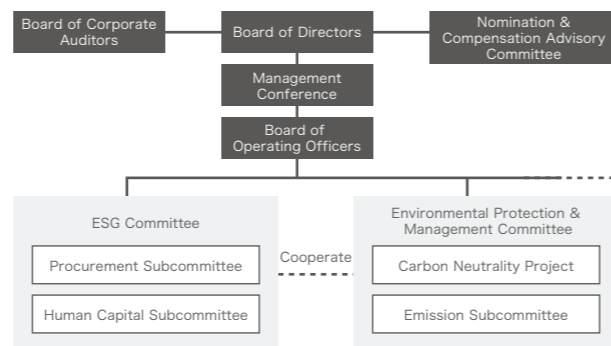 Board of Corporate
Auditors
Board of Directors
Nomination &
Compensation Advisory
Committee
Management
Conference
Board of
Operating Officers
ESG Committee
Procurement Subcommittee
Human Capital Subcommittee
Cooperate
Environmental Protection &
Management Committee
Carbon Neutrality Project
Emission Subcommittee